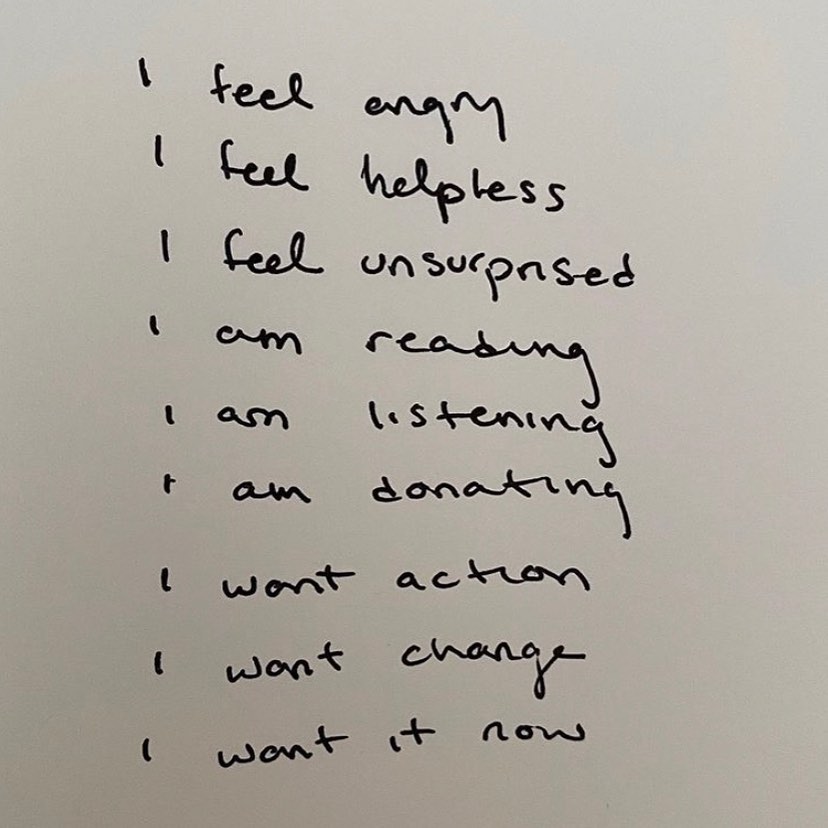 I feel angry
I feel helpless
I feel unsurprised
I am reading
I am listening
I am donating
I want action
I want change
I want it now